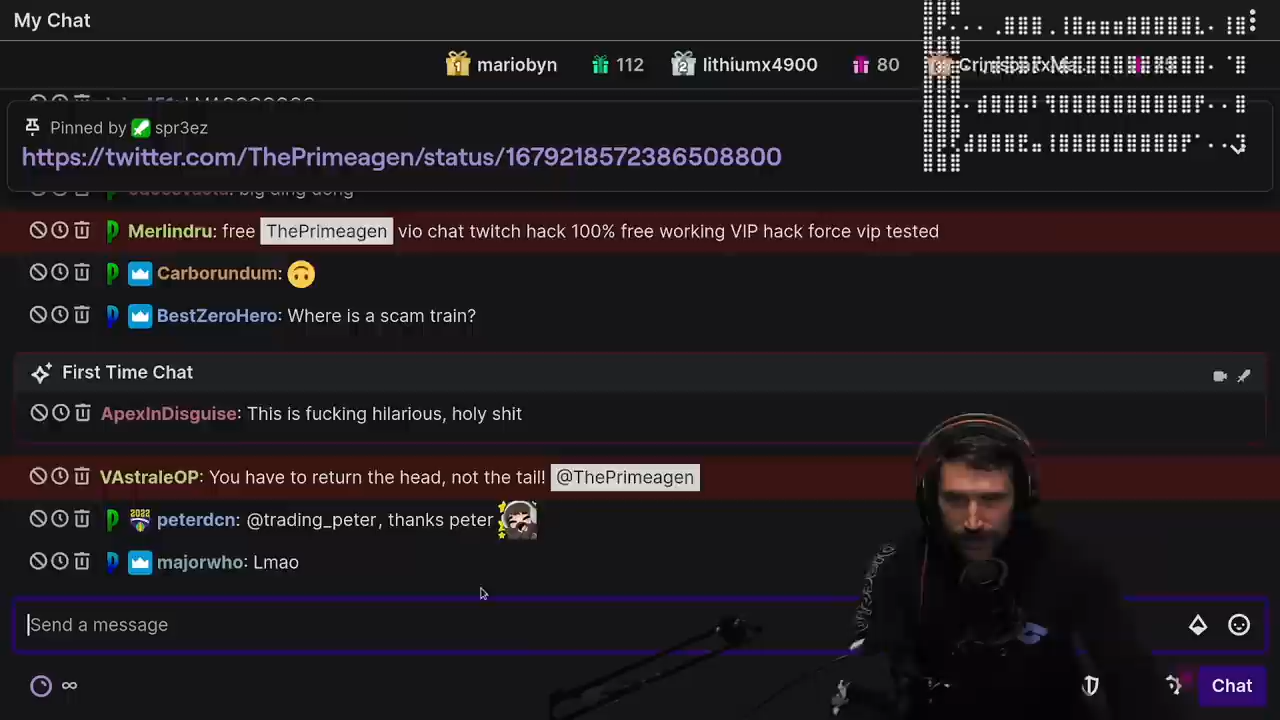 My Chat
mariobyn 112 lithiumx4900 80
Pinned by spr3ez
https://twitter.com/ThePrimeagen/status/1679218572386508800
big ding dong
Merlindru: free ThePrimeagen vio chat twitch hack 100% free working VIP hack force vip tested
Carborundum:
BestZeroHero: Where is a scam train?
First Time Chat
ApexInDisguise: This is fucking hilarious, holy shit
VAstraleOP: You have to return the head, not the tail! @ThePrimeagen
peterdcn: @trading_peter, thanks peter
majorwho: Lmao
Send a message
∞
Chat